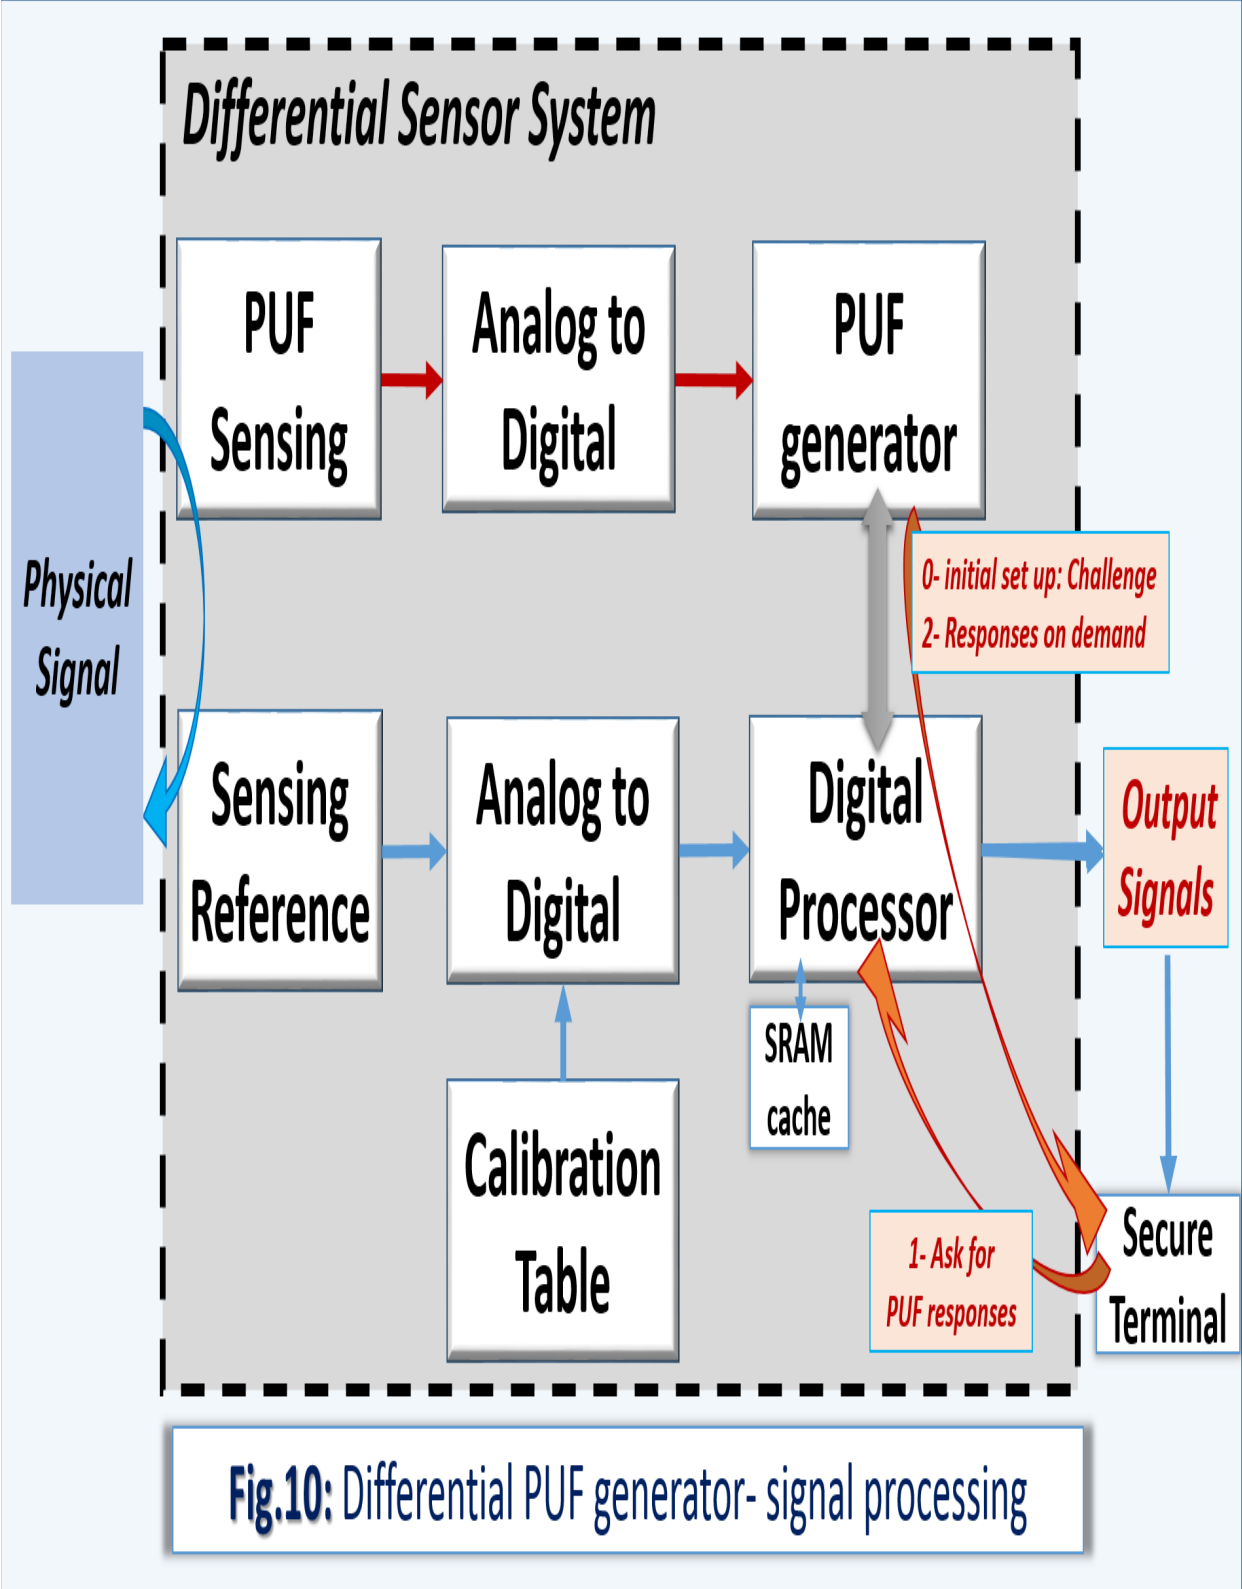 Differential Sensor System
PUF
Sensing
Analog to
Digital
PUF
generator
Physical
Signal
0- initial set up: Challenge
2- Responses on demand
Sensing
Reference
Analog to
Digital
Digital
Processor
Output
Signals
SRAM
cache
Calibration
Table
1- Ask for
PUF responses
Secure
Terminal
Fig.10: Differential PUF generator- signal processing